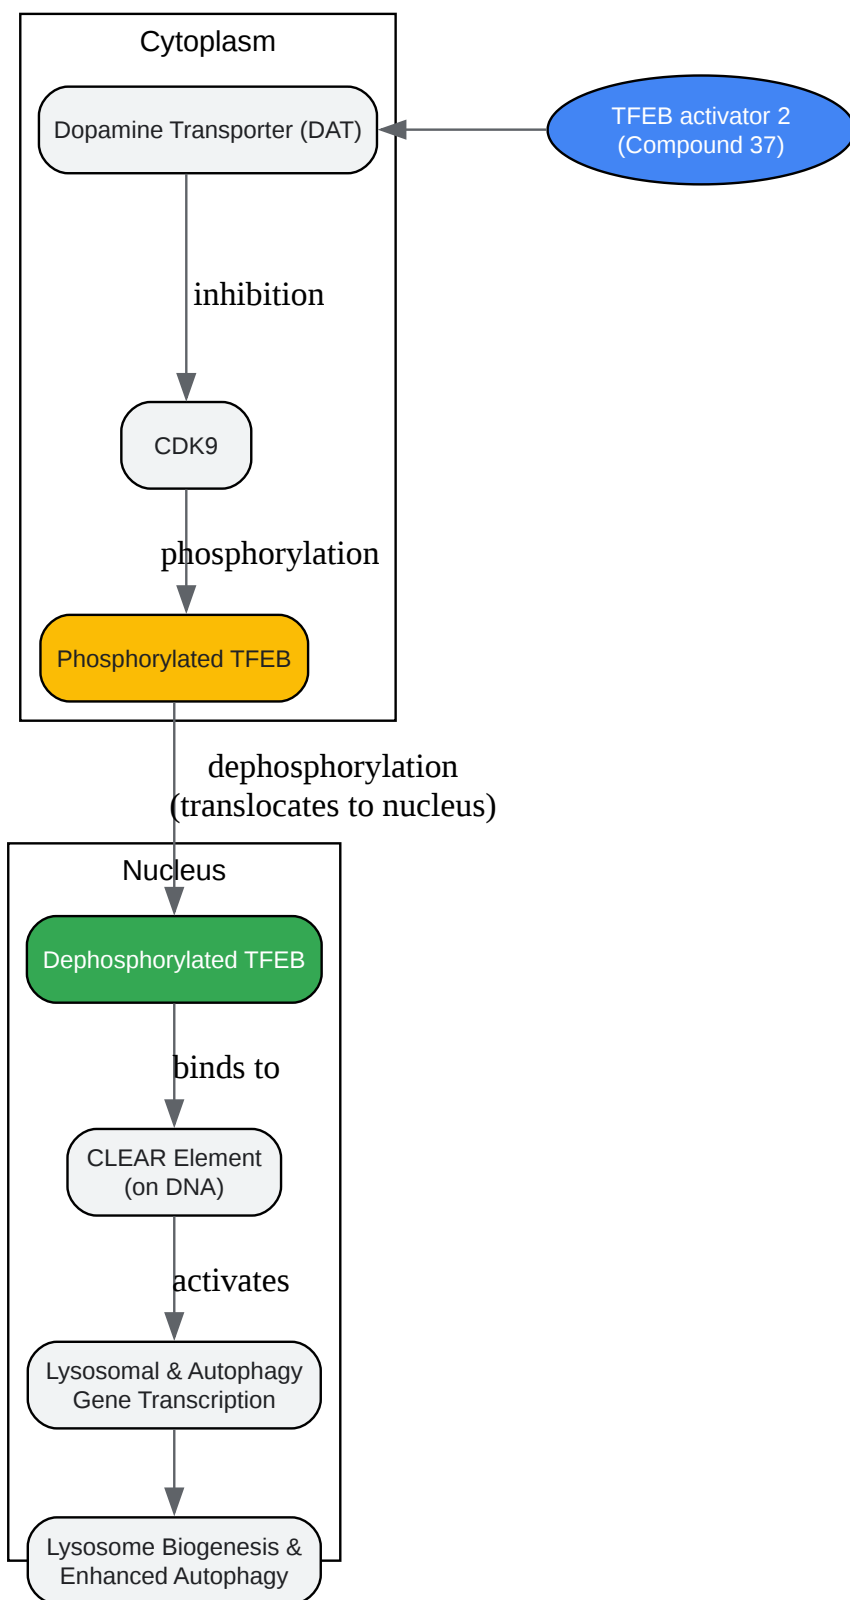 Cytoplasm
Dopamine Transporter (DAT)
TFEB activator 2
(Compound 37)
inhibition
CDK9
phosphorylation
Phosphorylated TFEB
dephosphorylation
(translocates to nucleus)
Nucleus
Dephosphorylated TFEB
binds to
CLEAR Element
(on DNA)
activates
Lysosomal & Autophagy
Gene Transcription
Lysosome Biogenesis &
Enhanced Autophagy